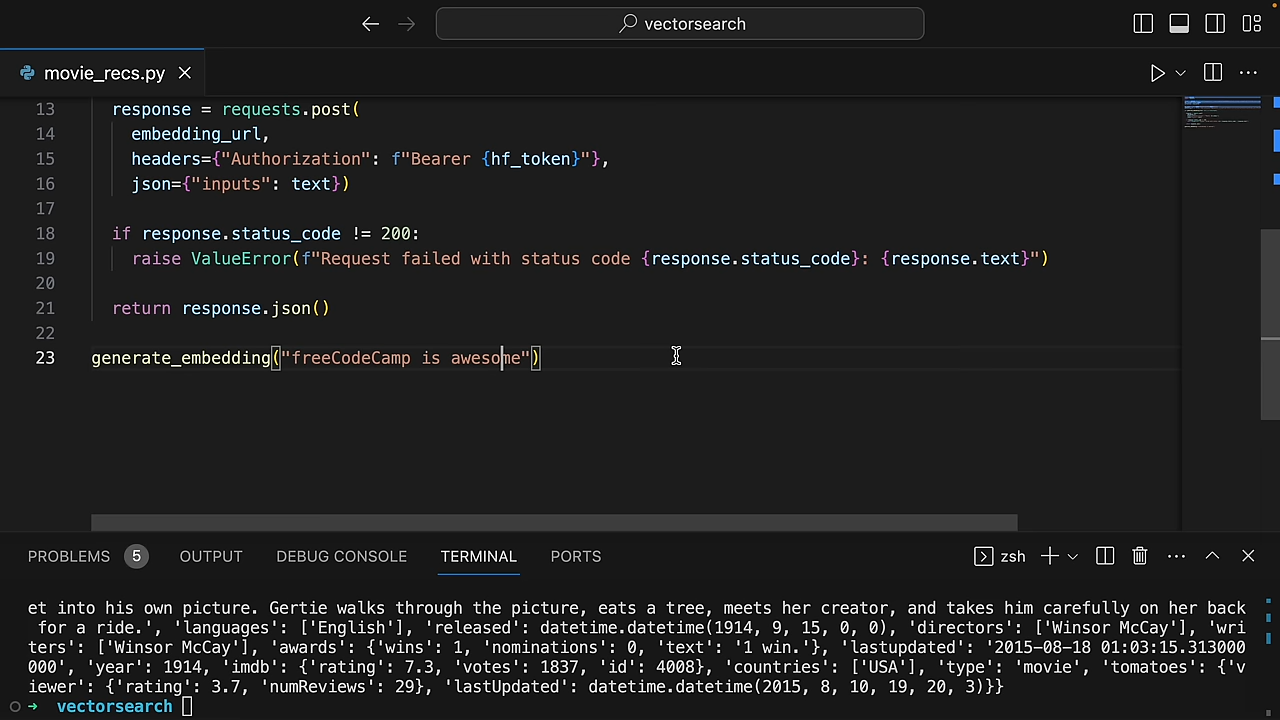 vectorsearch
movie_recs.py
13 response = requests.post(
14 embedding_url,
15 headers={"Authorization": f"Bearer {hf_token}"},
16 json={"inputs": text})
17
18 if response.status_code != 200:
19 raise ValueError(f"Request failed with status code {response.status_code}: {response.text}")
20
21 return response.json()
22
23 generate_embedding("freeCodeCamp is awesome")
PROBLEMS 5 OUTPUT DEBUG CONSOLE TERMINAL PORTS zsh
et into his own picture. Gertie walks through the picture, eats a tree, meets her creator, and takes him carefully on her back
for a ride.', 'languages': ['English'], 'released': datetime.datetime(1914, 9, 15, 0, 0), 'directors': ['Winsor McCay'], 'wri
ters': ['Winsor McCay'], 'awards': {'wins': 1, 'nominations': 0, 'text': '1 win.'}, 'lastupdated': '2015-08-18 01:03:15.313000
000', 'year': 1914, 'imdb': {'rating': 7.3, 'votes': 1837, 'id': 4008}, 'countries': ['USA'], 'type': 'movie', 'tomatoes': {'v
iewer': {'rating': 3.7, 'numReviews': 29}, 'lastUpdated': datetime.datetime(2015, 8, 10, 19, 20, 3)}}
→ vectorsearch